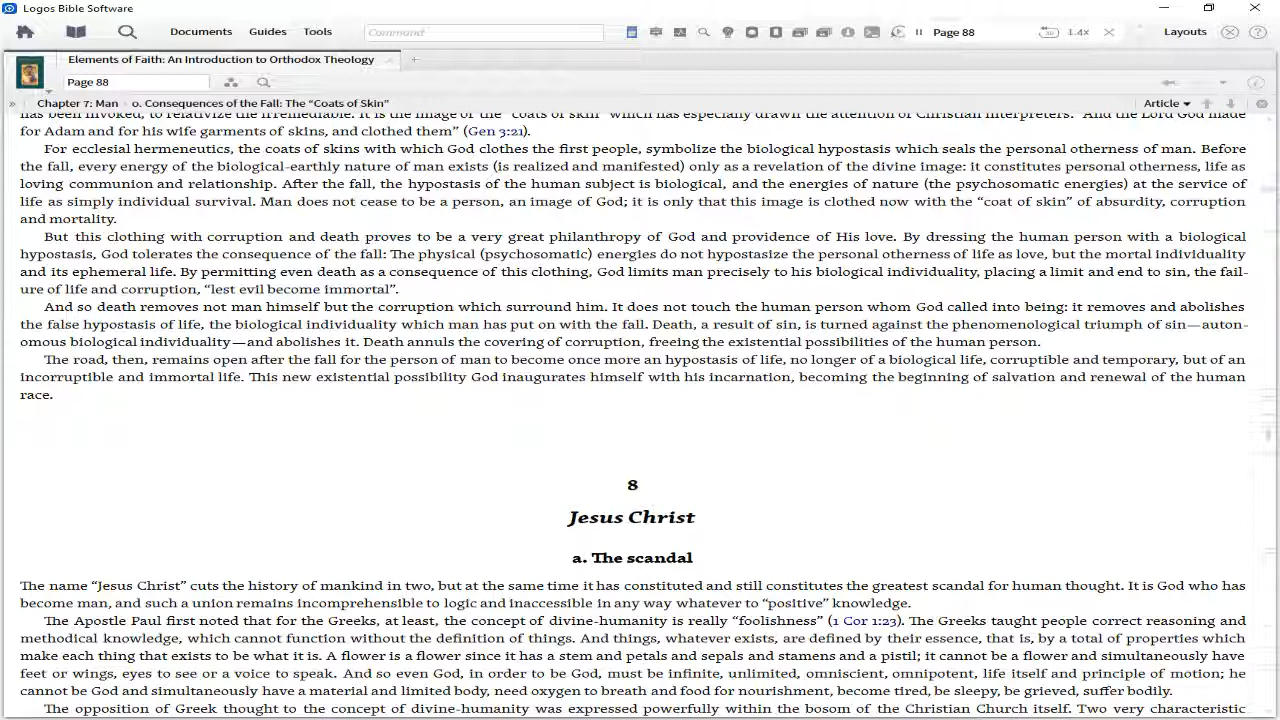 Logos Bible Software
Documents Guides Tools Command Page 88 1.4x Layouts
Elements of Faith: An Introduction to Orthodox Theology
Page 88
Chapter 7: Man o. Consequences of the Fall: The “Coats of Skin” Article
has been invoked, to relativize the irremediable. It is the image of the “coats of skin” which has especially drawn the attention of Christian interpreters. “And the Lord God made
for Adam and for his wife garments of skins, and clothed them” (Gen 3:21).
For ecclesial hermeneutics, the coats of skins with which God clothes the first people, symbolize the biological hypostasis which seals the personal otherness of man. Before
the fall, every energy of the biological-earthly nature of man exists (is realized and manifested) only as a revelation of the divine image: it constitutes personal otherness, life as
loving communion and relationship. After the fall, the hypostasis of the human subject is biological, and the energies of nature (the psychosomatic energies) at the service of
life as simply individual survival. Man does not cease to be a person, an image of God; it is only that this image is clothed now with the “coat of skin” of absurdity, corruption
and mortality.
But this clothing with corruption and death proves to be a very great philanthropy of God and providence of His love. By dressing the human person with a biological
hypostasis, God tolerates the consequence of the fall: The physical (psychosomatic) energies do not hypostasize the personal otherness of life as love, but the mortal individuality
and its ephemeral life. By permitting even death as a consequence of this clothing, God limits man precisely to his biological individuality, placing a limit and end to sin, the fail-
ure of life and corruption, “lest evil become immortal”.
And so death removes not man himself but the corruption which surround him. It does not touch the human person whom God called into being: it removes and abolishes
the false hypostasis of life, the biological individuality which man has put on with the fall. Death, a result of sin, is turned against the phenomenological triumph of sin—auton-
omous biological individuality—and abolishes it. Death annuls the covering of corruption, freeing the existential possibilities of the human person.
The road, then, remains open after the fall for the person of man to become once more an hypostasis of life, no longer of a biological life, corruptible and temporary, but of an
incorruptible and immortal life. This new existential possibility God inaugurates himself with his incarnation, becoming the beginning of salvation and renewal of the human
race.
8
Jesus Christ
a. The scandal
The name “Jesus Christ” cuts the history of mankind in two, but at the same time it has constituted and still constitutes the greatest scandal for human thought. It is God who has
become man, and such a union remains incomprehensible to logic and inaccessible in any way whatever to “positive” knowledge.
The Apostle Paul first noted that for the Greeks, at least, the concept of divine-humanity is really “foolishness” (1 Cor 1:23). The Greeks taught people correct reasoning and
methodical knowledge, which cannot function without the definition of things. And things, whatever exists, are defined by their essence, that is, by a total of properties which
make each thing that exists to be what it is. A flower is a flower since it has a stem and petals and sepals and stamens and a pistil; it cannot be a flower and simultaneously have
feet or wings, eyes to see or a voice to speak. And so even God, in order to be God, must be infinite, unlimited, omniscient, omnipotent, life itself and principle of motion; he
cannot be God and simultaneously have a material and limited body, need oxygen to breath and food for nourishment, become tired, be sleepy, be grieved, suffer bodily.
The opposition of Greek thought to the concept of divine-humanity was expressed powerfully within the bosom of the Christian Church itself. Two very characteristic